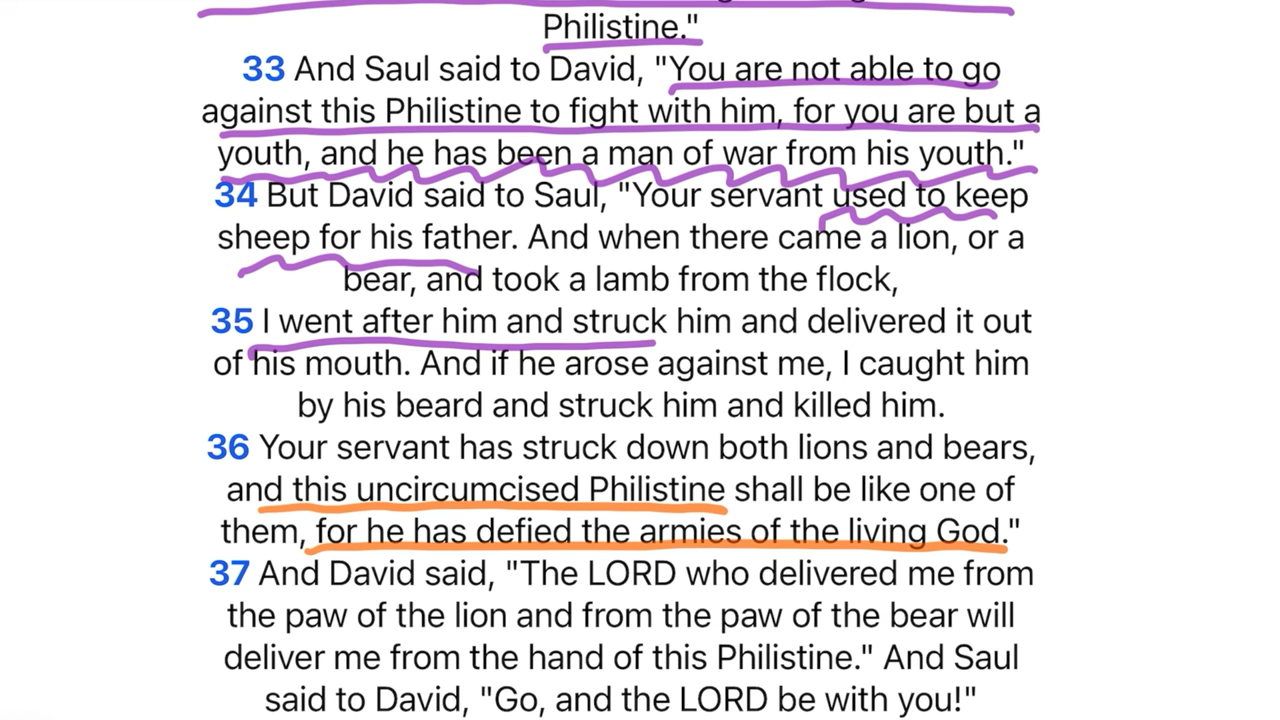 Philistine."
33 And Saul said to David, "You are not able to go
against this Philistine to fight with him, for you are but a
youth, and he has been a man of war from his youth."
34 But David said to Saul, "Your servant used to keep
sheep for his father. And when there came a lion, or a
bear, and took a lamb from the flock,
35 I went after him and struck him and delivered it out
of his mouth. And if he arose against me, I caught him
by his beard and struck him and killed him.
36 Your servant has struck down both lions and bears,
and this uncircumcised Philistine shall be like one of
them, for he has defied the armies of the living God."
37 And David said, "The LORD who delivered me from
the paw of the lion and from the paw of the bear will
deliver me from the hand of this Philistine." And Saul
said to David, "Go, and the LORD be with you!"